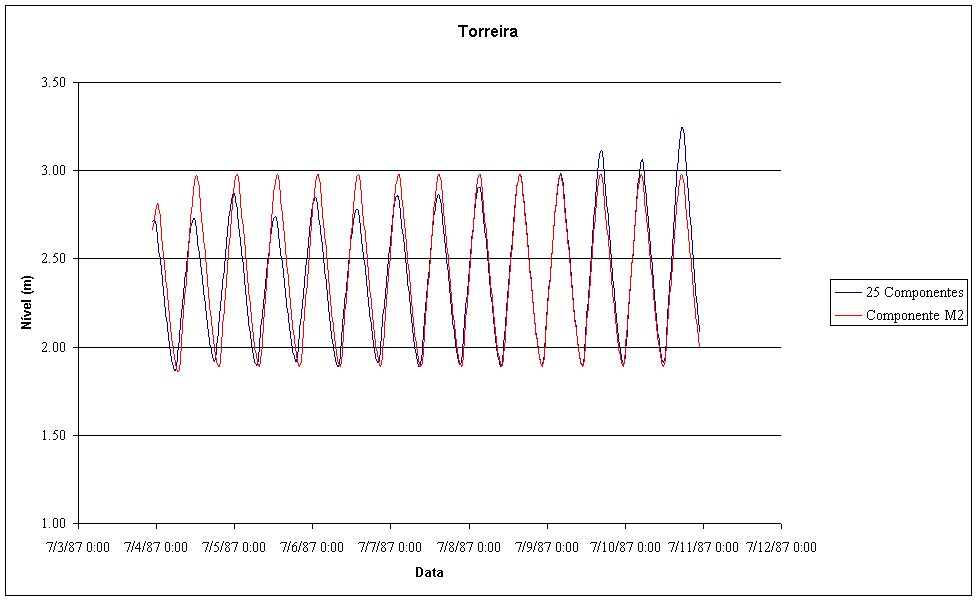 Torreira
3.50
3.00
2.50
2.00
1.50
1.00
Nível (m)
7/3/87 0:00 7/4/87 0:00 7/5/87 0:00 7/6/87 0:00 7/7/87 0:00 7/8/87 0:00 7/9/87 0:00 7/10/87 0:00 7/11/87 0:00 7/12/87 0:00
Data
25 Componentes
Componente M2